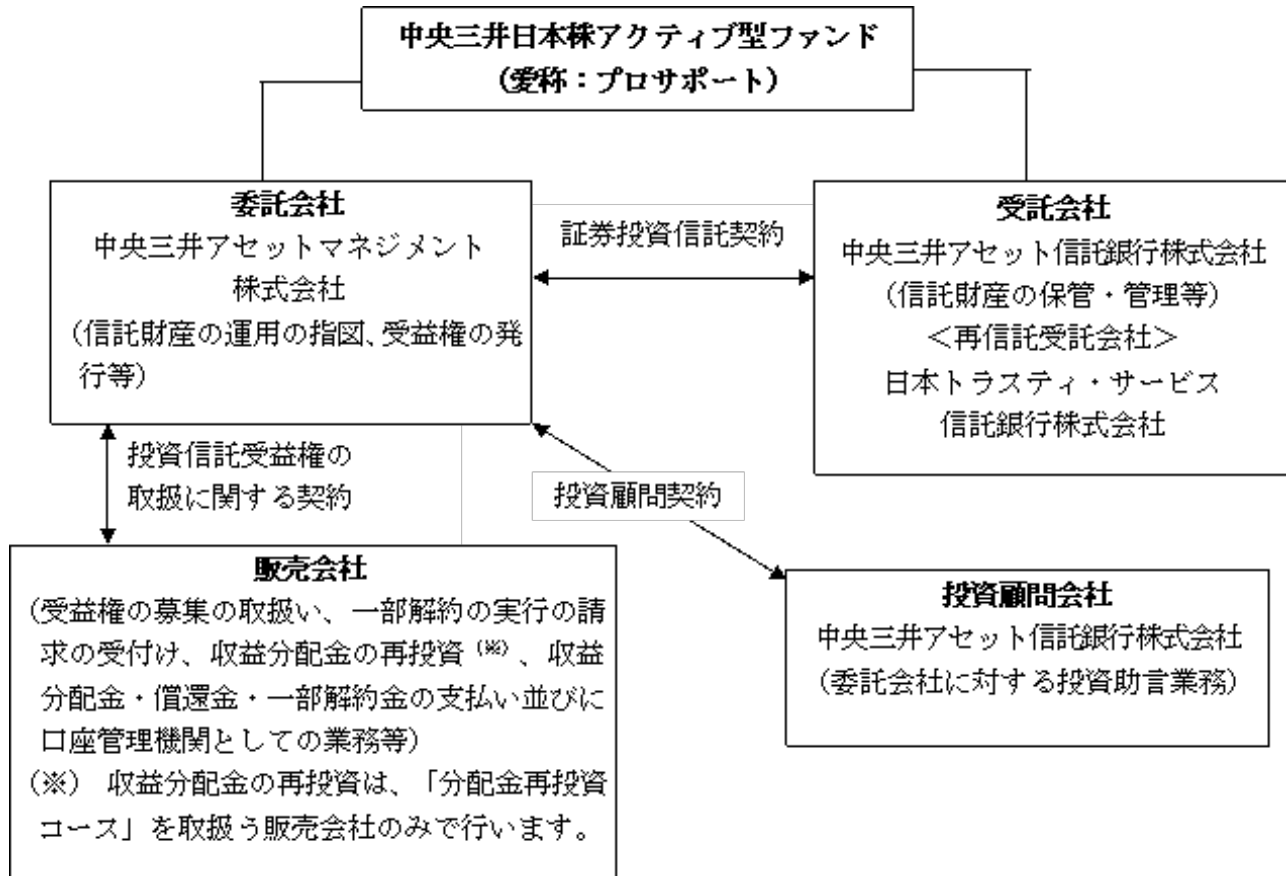 中央三井日本株アクティブ型ファンド
(愛称：プロサポート)
委託会社
中央三井アセットマネジメント
株式会社
(信託財産の運用の指図、受益権の発
行等)
証券投資信託契約
受託会社
中央三井アセット信託銀行株式会社
(信託財産の保管・管理等)
＜再信託受託会社＞
日本トラスティ・サービス
信託銀行株式会社
投資信託受益権の
取扱に関する契約
投資顧問契約
販売会社
(受益権の募集の取扱い、一部解約の実行の請
求の受付け、収益分配金の再投資(※)、収益
分配金・償還金・一部解約金の支払い並びに
口座管理機関としての業務等)
(※)　収益分配金の再投資は、「分配金再投資
コース」を取扱う販売会社のみで行います。
投資顧問会社
中央三井アセット信託銀行株式会社
(委託会社に対する投資助言業務)